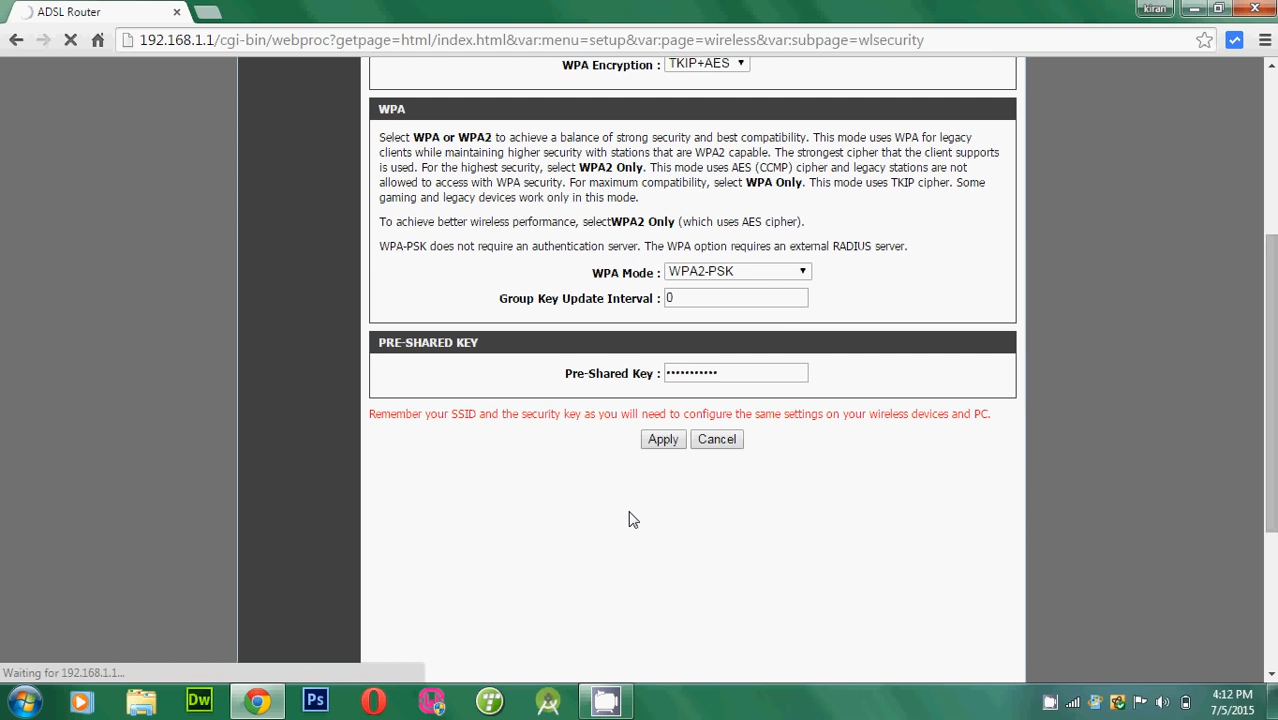 ADSL Router
kiran
192.168.1.1/cgi-bin/webproc?getpage=html/index.html&var:menu=setup&var:page=wireless&var:subpage=wlsecurity
WPA Encryption : TKIP+AES
WPA
Select WPA or WPA2 to achieve a balance of strong security and best compatibility. This mode uses WPA for legacy
clients while maintaining higher security with stations that are WPA2 capable. The strongest cipher that the client supports
is used. For the highest security, select WPA2 Only. This mode uses AES (CCMP) cipher and legacy stations are not
allowed to access with WPA security. For maximum compatibility, select WPA Only. This mode uses TKIP cipher. Some
gaming and legacy devices work only in this mode.
To achieve better wireless performance, selectWPA2 Only (which uses AES cipher).
WPA-PSK does not require an authentication server. The WPA option requires an external RADIUS server.
WPA Mode : WPA2-PSK
Group Key Update Interval : 0
PRE-SHARED KEY
Pre-Shared Key : •••••••••••
Remember your SSID and the security key as you will need to configure the same settings on your wireless devices and PC.
Apply Cancel
Waiting for 192.168.1.1...
Dw
Ps
4:12 PM
7/5/2015